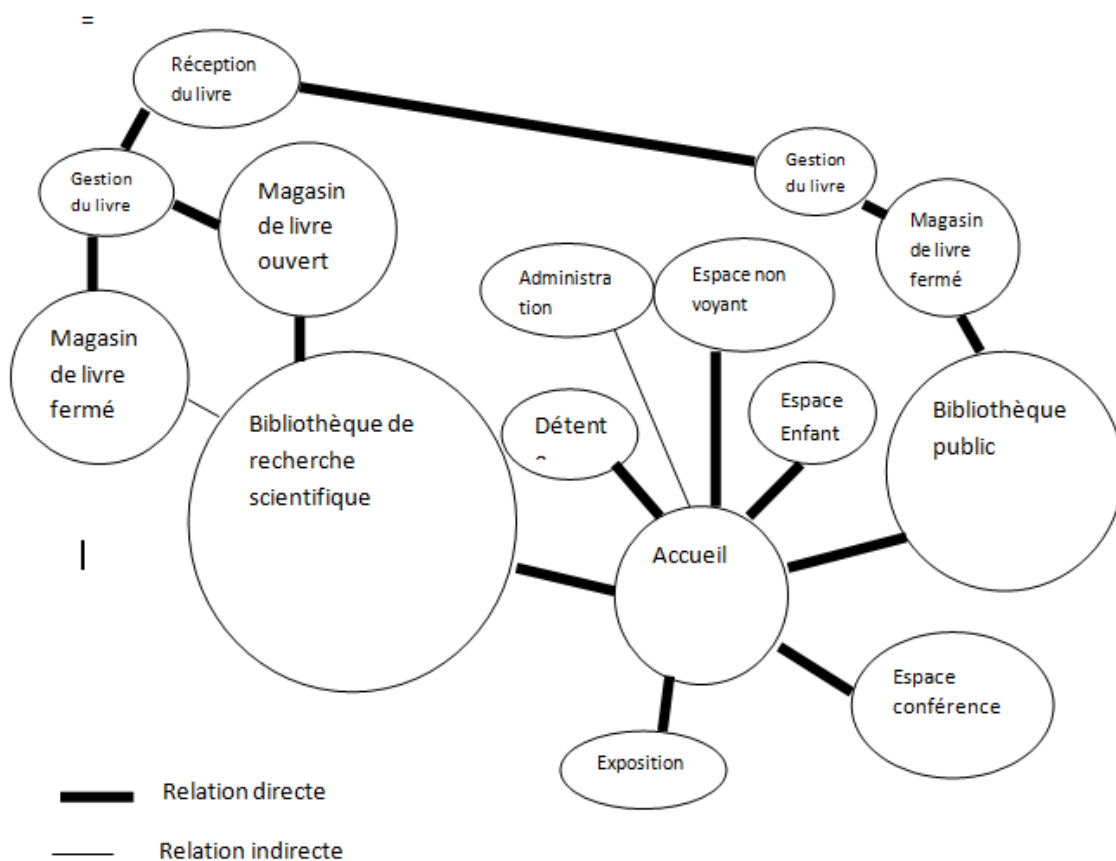 =
Réception
du livre
Gestion
du livre
Magasin
de livre
ouvert
Gestion
du livre
Magasin
de livre
fermé
Administra
tion
Espace non
voyant
Magasin
de livre
fermé
Bibliothèque de
recherche
scientifique
Détent
Espace
Enfant
Bibliothèque
public
Accueil
Espace
conférence
Exposition
Relation directe
Relation indirecte